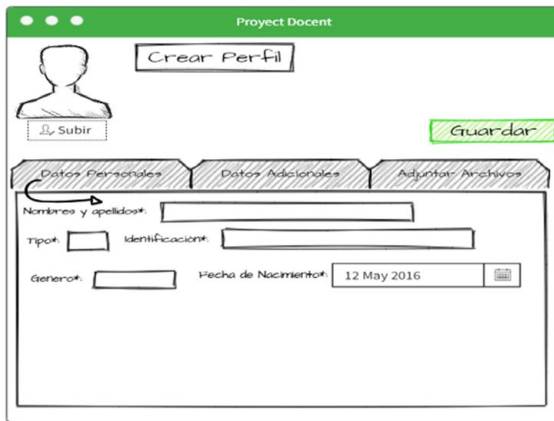 Proyect Docent
Crear Perfil
Subir
Guardar
Datos Personales Datos Adicionales Adjuntar Archivos
Nombres y apellidos*:
Tipo*: Identificacion*:
Genero*: Fecha de Nacimiento*: 12 May 2016